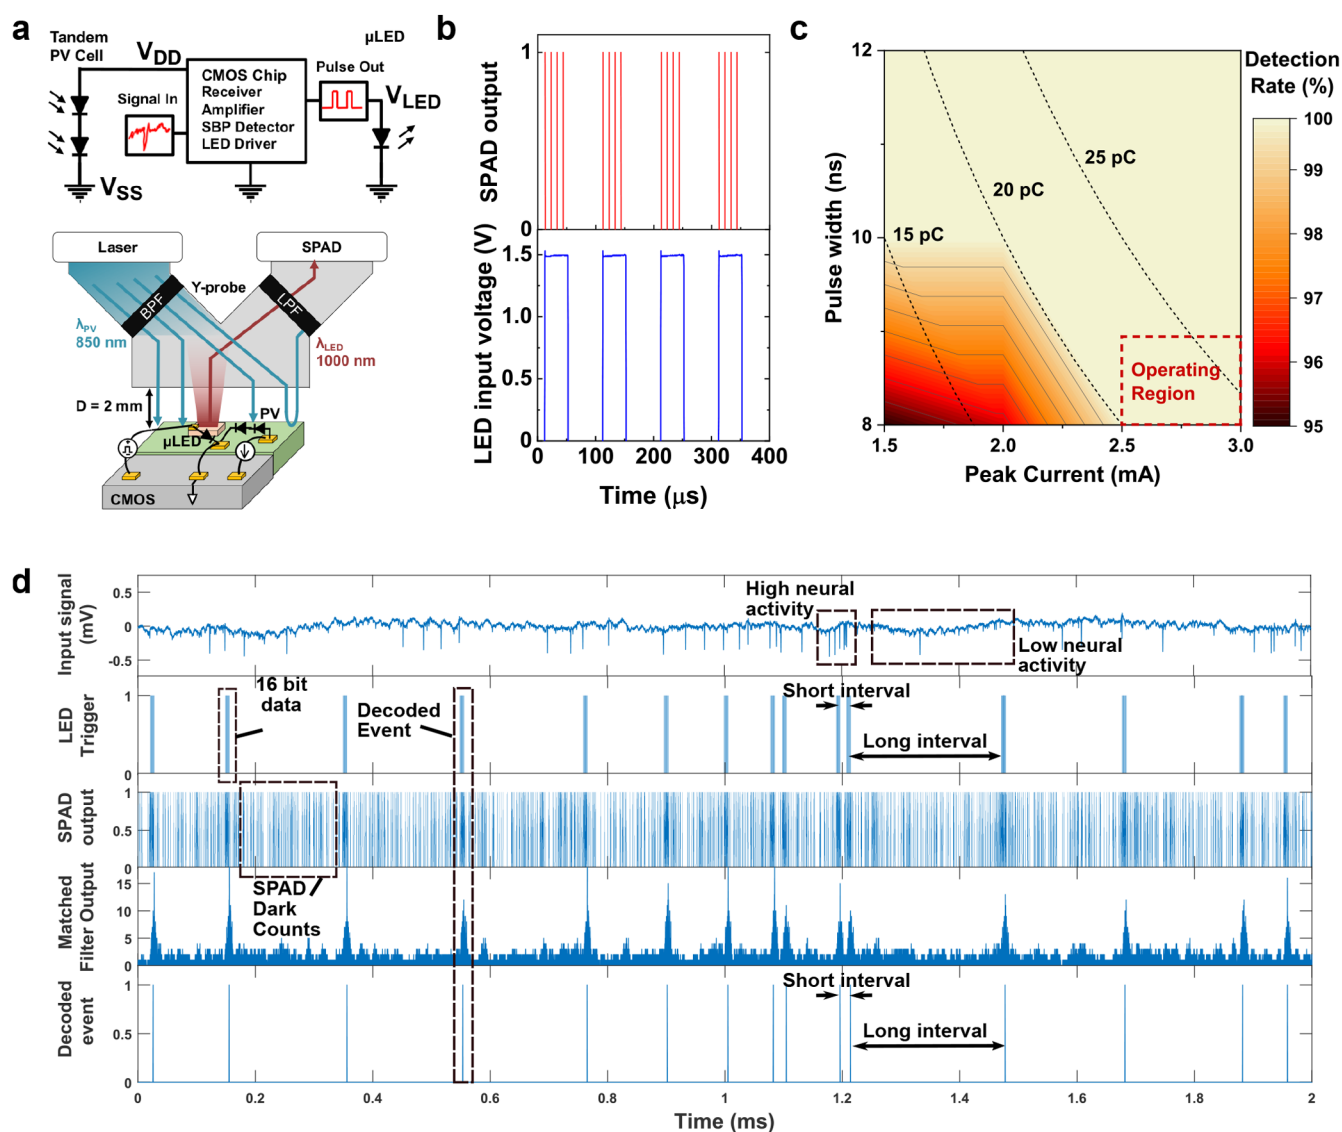 a
Tandem
PV Cell
VDD
µLED
CMOS Chip
Receiver
Amplifier
SBP Detector
LED Driver
Pulse Out
VLED
Signal In
VSS
Laser
SPAD
Y-probe
BPF
LPF
λPV
850 nm
λLED
1000 nm
D = 2 mm
PV
µLED
CMOS
b
SPAD output
1
0
LED input voltage (V)
1.5
1.0
0.5
0
0
100
200
300
400
Time (µs)
c
12
10
8
Pulse width (ns)
15 pC
20 pC
25 pC
Operating
Region
1.5
2.0
2.5
3.0
Peak Current (mA)
Detection
Rate (%)
100
99
98
97
96
95
d
Input signal
(mV)
0.5
0
-0.5
High neural
activity
Low neural
activity
LED
Trigger
1
0
16 bit
data
Decoded
Event
Short interval
Long interval
SPAD
output
1
0.5
0
SPAD
Dark
Counts
Matched
Filter Output
15
10
5
0
Decoded
event
1
0.5
0
Short interval
Long interval
0
0.2
0.4
0.6
0.8
1
1.2
1.4
1.6
1.8
2
Time (ms)